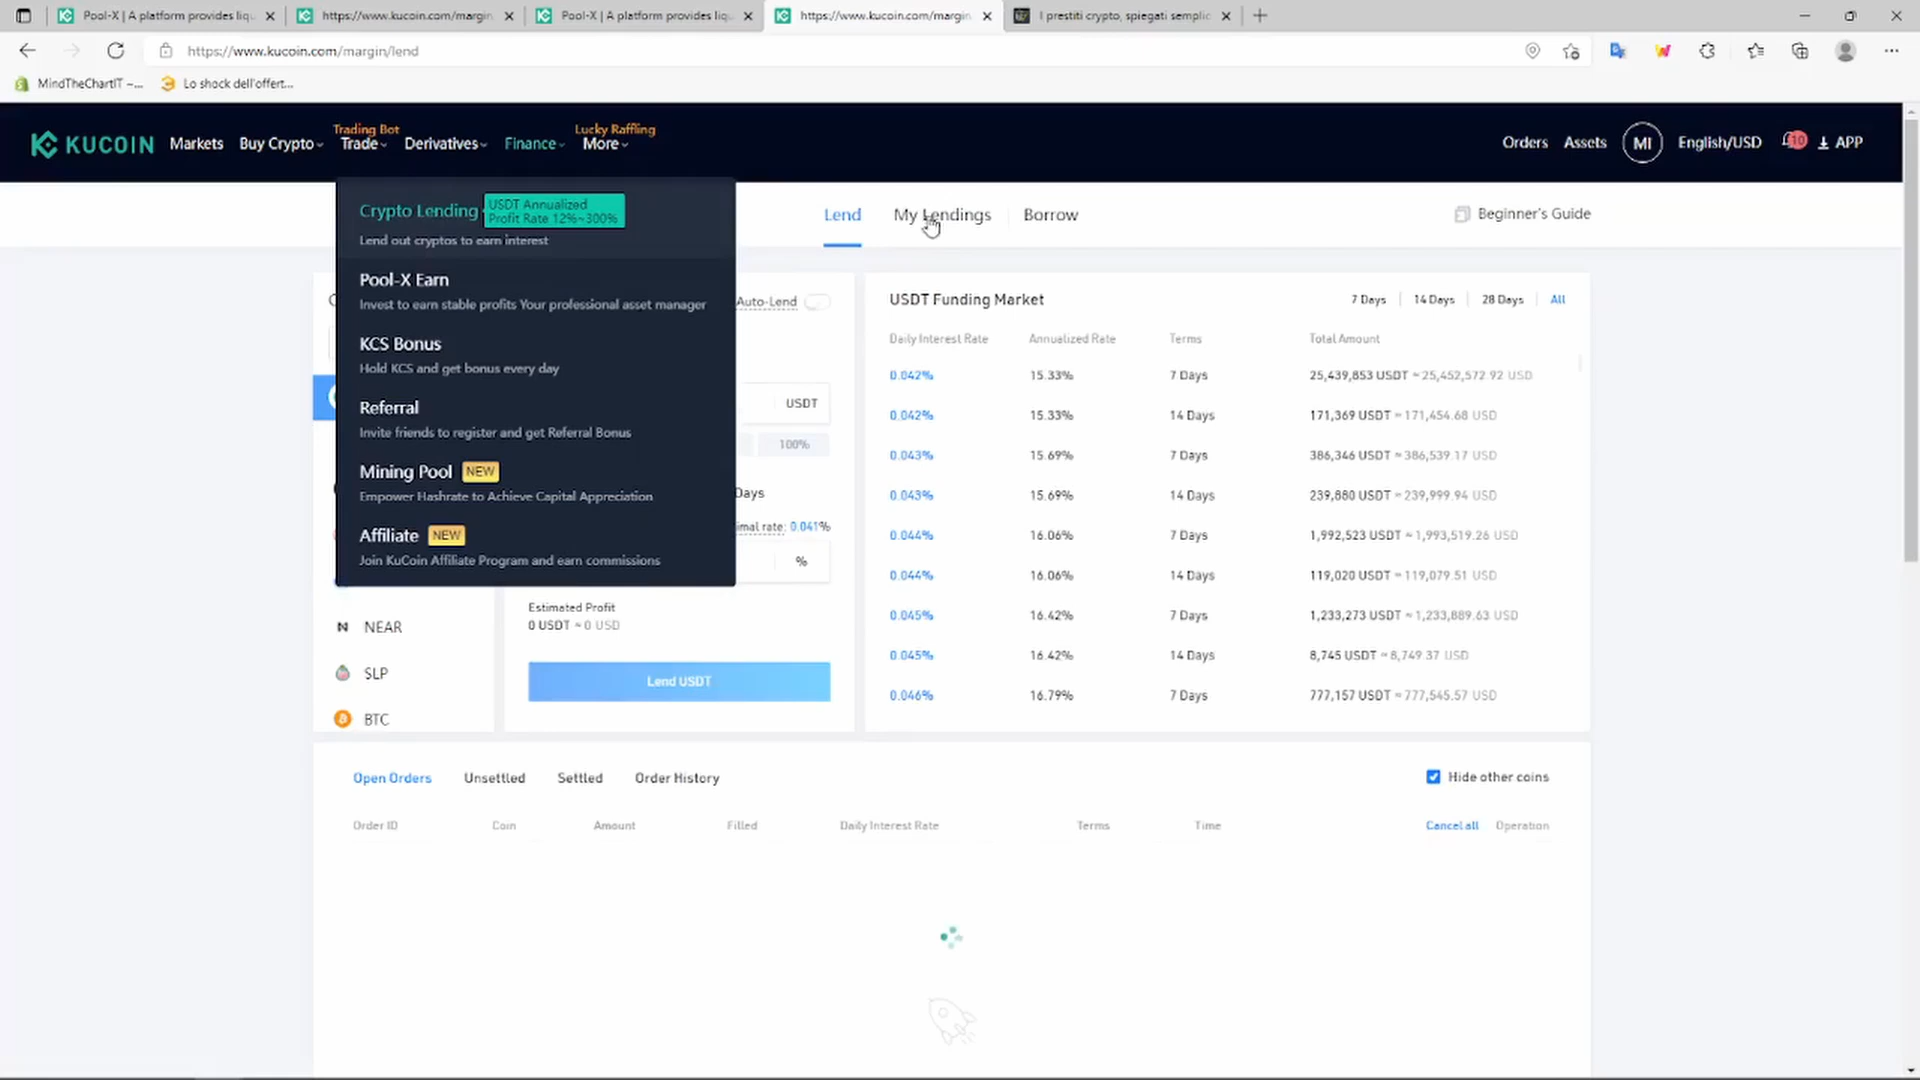 Pool-X | A platform provides liqu
https://www.kucoin.com/margin
Pool-X | A platform provides liqu
https://www.kucoin.com/margin
I prestiti crypto, spiegati semplic
https://www.kucoin.com/margin/lend
MindTheChartIT –...
Lo shock dell'offert...
KUCOIN
Markets
Buy Crypto
Trading Bot
Trade
Derivatives
Finance
Lucky Raffling
More
Orders
Assets
MI
English/USD
10
APP
Crypto Lending
USDT Annualized
Profit Rate 12%~300%
Lend out cryptos to earn interest
Pool-X Earn
Invest to earn stable profits Your professional asset manager
KCS Bonus
Hold KCS and get bonus every day
Referral
Invite friends to register and get Referral Bonus
Mining Pool NEW
Empower Hashrate to Achieve Capital Appreciation
Affiliate NEW
Join KuCoin Affiliate Program and earn commissions
Lend
My Lendings
Borrow
Beginner's Guide
Auto-Lend
USDT
100%
Days
imal rate: 0.041%
%
Estimated Profit
0 USDT ≈0 USD
Lend USDT
NEAR
SLP
BTC
USDT Funding Market
7 Days
14 Days
28 Days
All
Daily Interest Rate Annualized Rate Terms Total Amount
0.042% 15.33% 7 Days 25,439,853 USDT ≈25,452,572.92 USD
0.042% 15.33% 14 Days 171,369 USDT ≈171,454.68 USD
0.043% 15.69% 7 Days 386,346 USDT ≈386,539.17 USD
0.043% 15.69% 14 Days 239,880 USDT ≈239,999.94 USD
0.044% 16.06% 7 Days 1,992,523 USDT ≈1,993,519.26 USD
0.044% 16.06% 14 Days 119,020 USDT ≈119,079.51 USD
0.045% 16.42% 7 Days 1,233,273 USDT ≈1,233,889.63 USD
0.045% 16.42% 14 Days 8,745 USDT ≈8,749.37 USD
0.046% 16.79% 7 Days 777,157 USDT ≈777,545.57 USD
Open Orders
Unsettled
Settled
Order History
Hide other coins
Order ID Coin Amount Filled Daily Interest Rate Terms Time Cancel all Operation